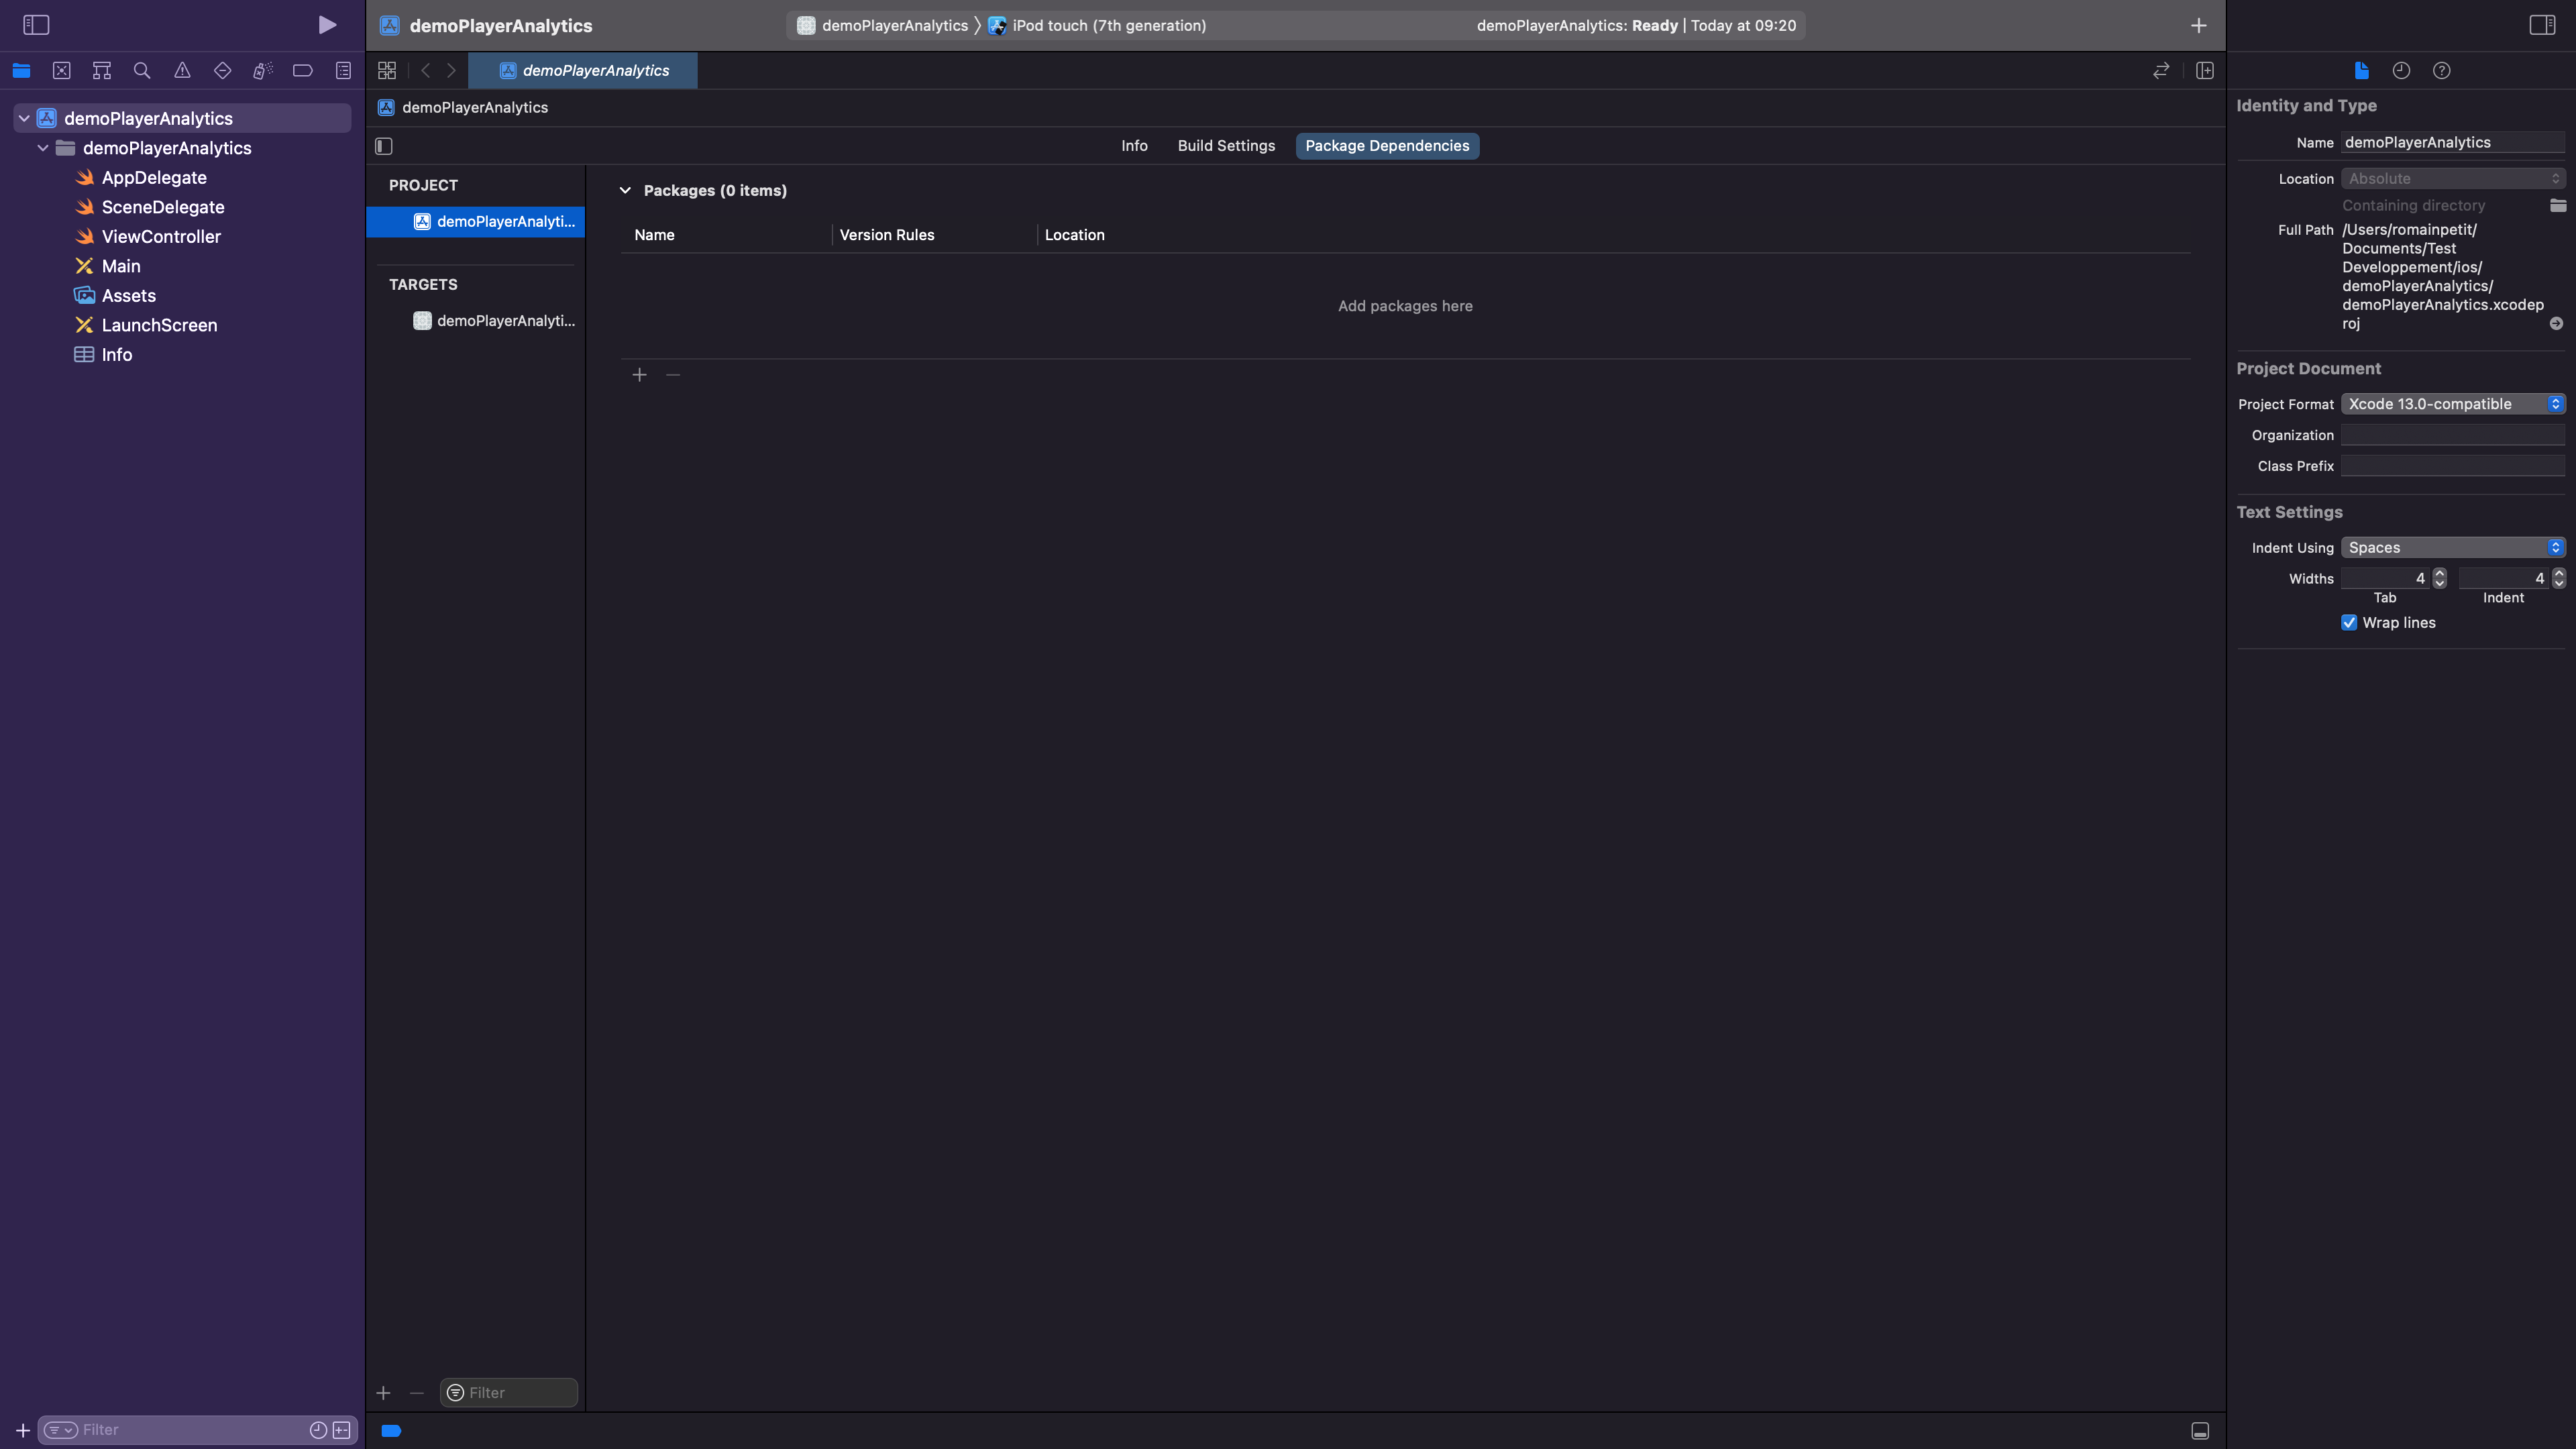 demoPlayerAnalytics
demoPlayerAnalytics
iPod touch (7th generation)
demoPlayerAnalytics: Ready | Today at 09:20
demoPlayerAnalytics
demoPlayerAnalytics
AppDelegate
SceneDelegate
ViewController
Main
Assets
LaunchScreen
Info
Filter
demoPlayerAnalytics
demoPlayerAnalytics
Info
Build Settings
Package Dependencies
PROJECT
demoPlayerAnalyti...
TARGETS
demoPlayerAnalyti...
Filter
Packages (0 items)
Name
Version Rules
Location
Add packages here
Identity and Type
Name demoPlayerAnalytics
Location Absolute
Containing directory
Full Path /Users/romainpetit/
Documents/Test
Developpement/ios/
demoPlayerAnalytics/
demoPlayerAnalytics.xcodep
roj
Project Document
Project Format Xcode 13.0-compatible
Organization
Class Prefix
Text Settings
Indent Using Spaces
Widths 4 4
Tab Indent
Wrap lines